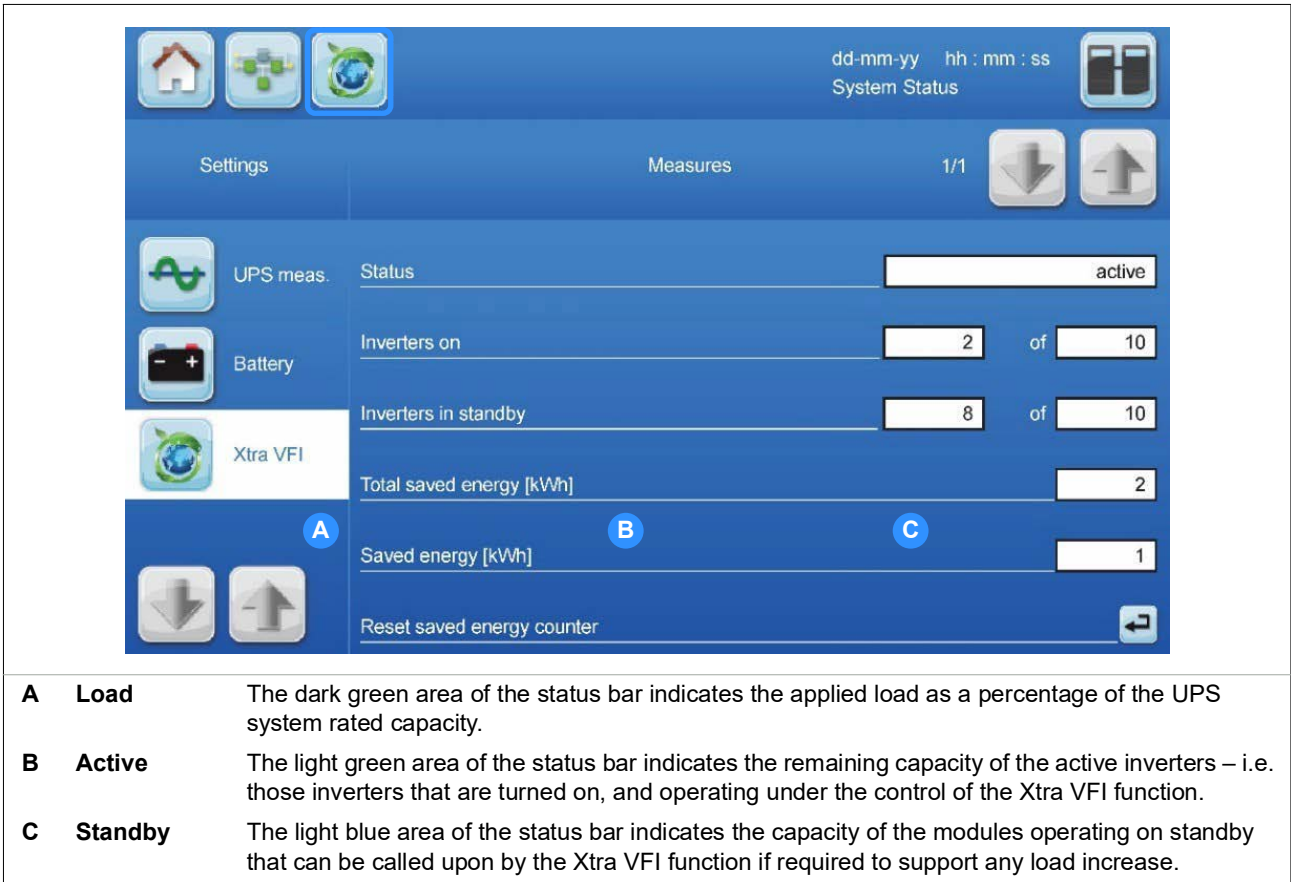 dd-mm-yy hh : mm : ss
System Status
Settings Measures 1/1
UPS meas. Status active
Battery Inverters on 2 of 10
Inverters in standby 8 of 10
Xtra VFI
Total saved energy [kWh] 2
A B C
Saved energy [kWh] 1
Reset saved energy counter
A Load The dark green area of the status bar indicates the applied load as a percentage of the UPS
system rated capacity.
B Active The light green area of the status bar indicates the remaining capacity of the active inverters – i.e.
those inverters that are turned on, and operating under the control of the Xtra VFI function.
C Standby The light blue area of the status bar indicates the capacity of the modules operating on standby
that can be called upon by the Xtra VFI function if required to support any load increase.